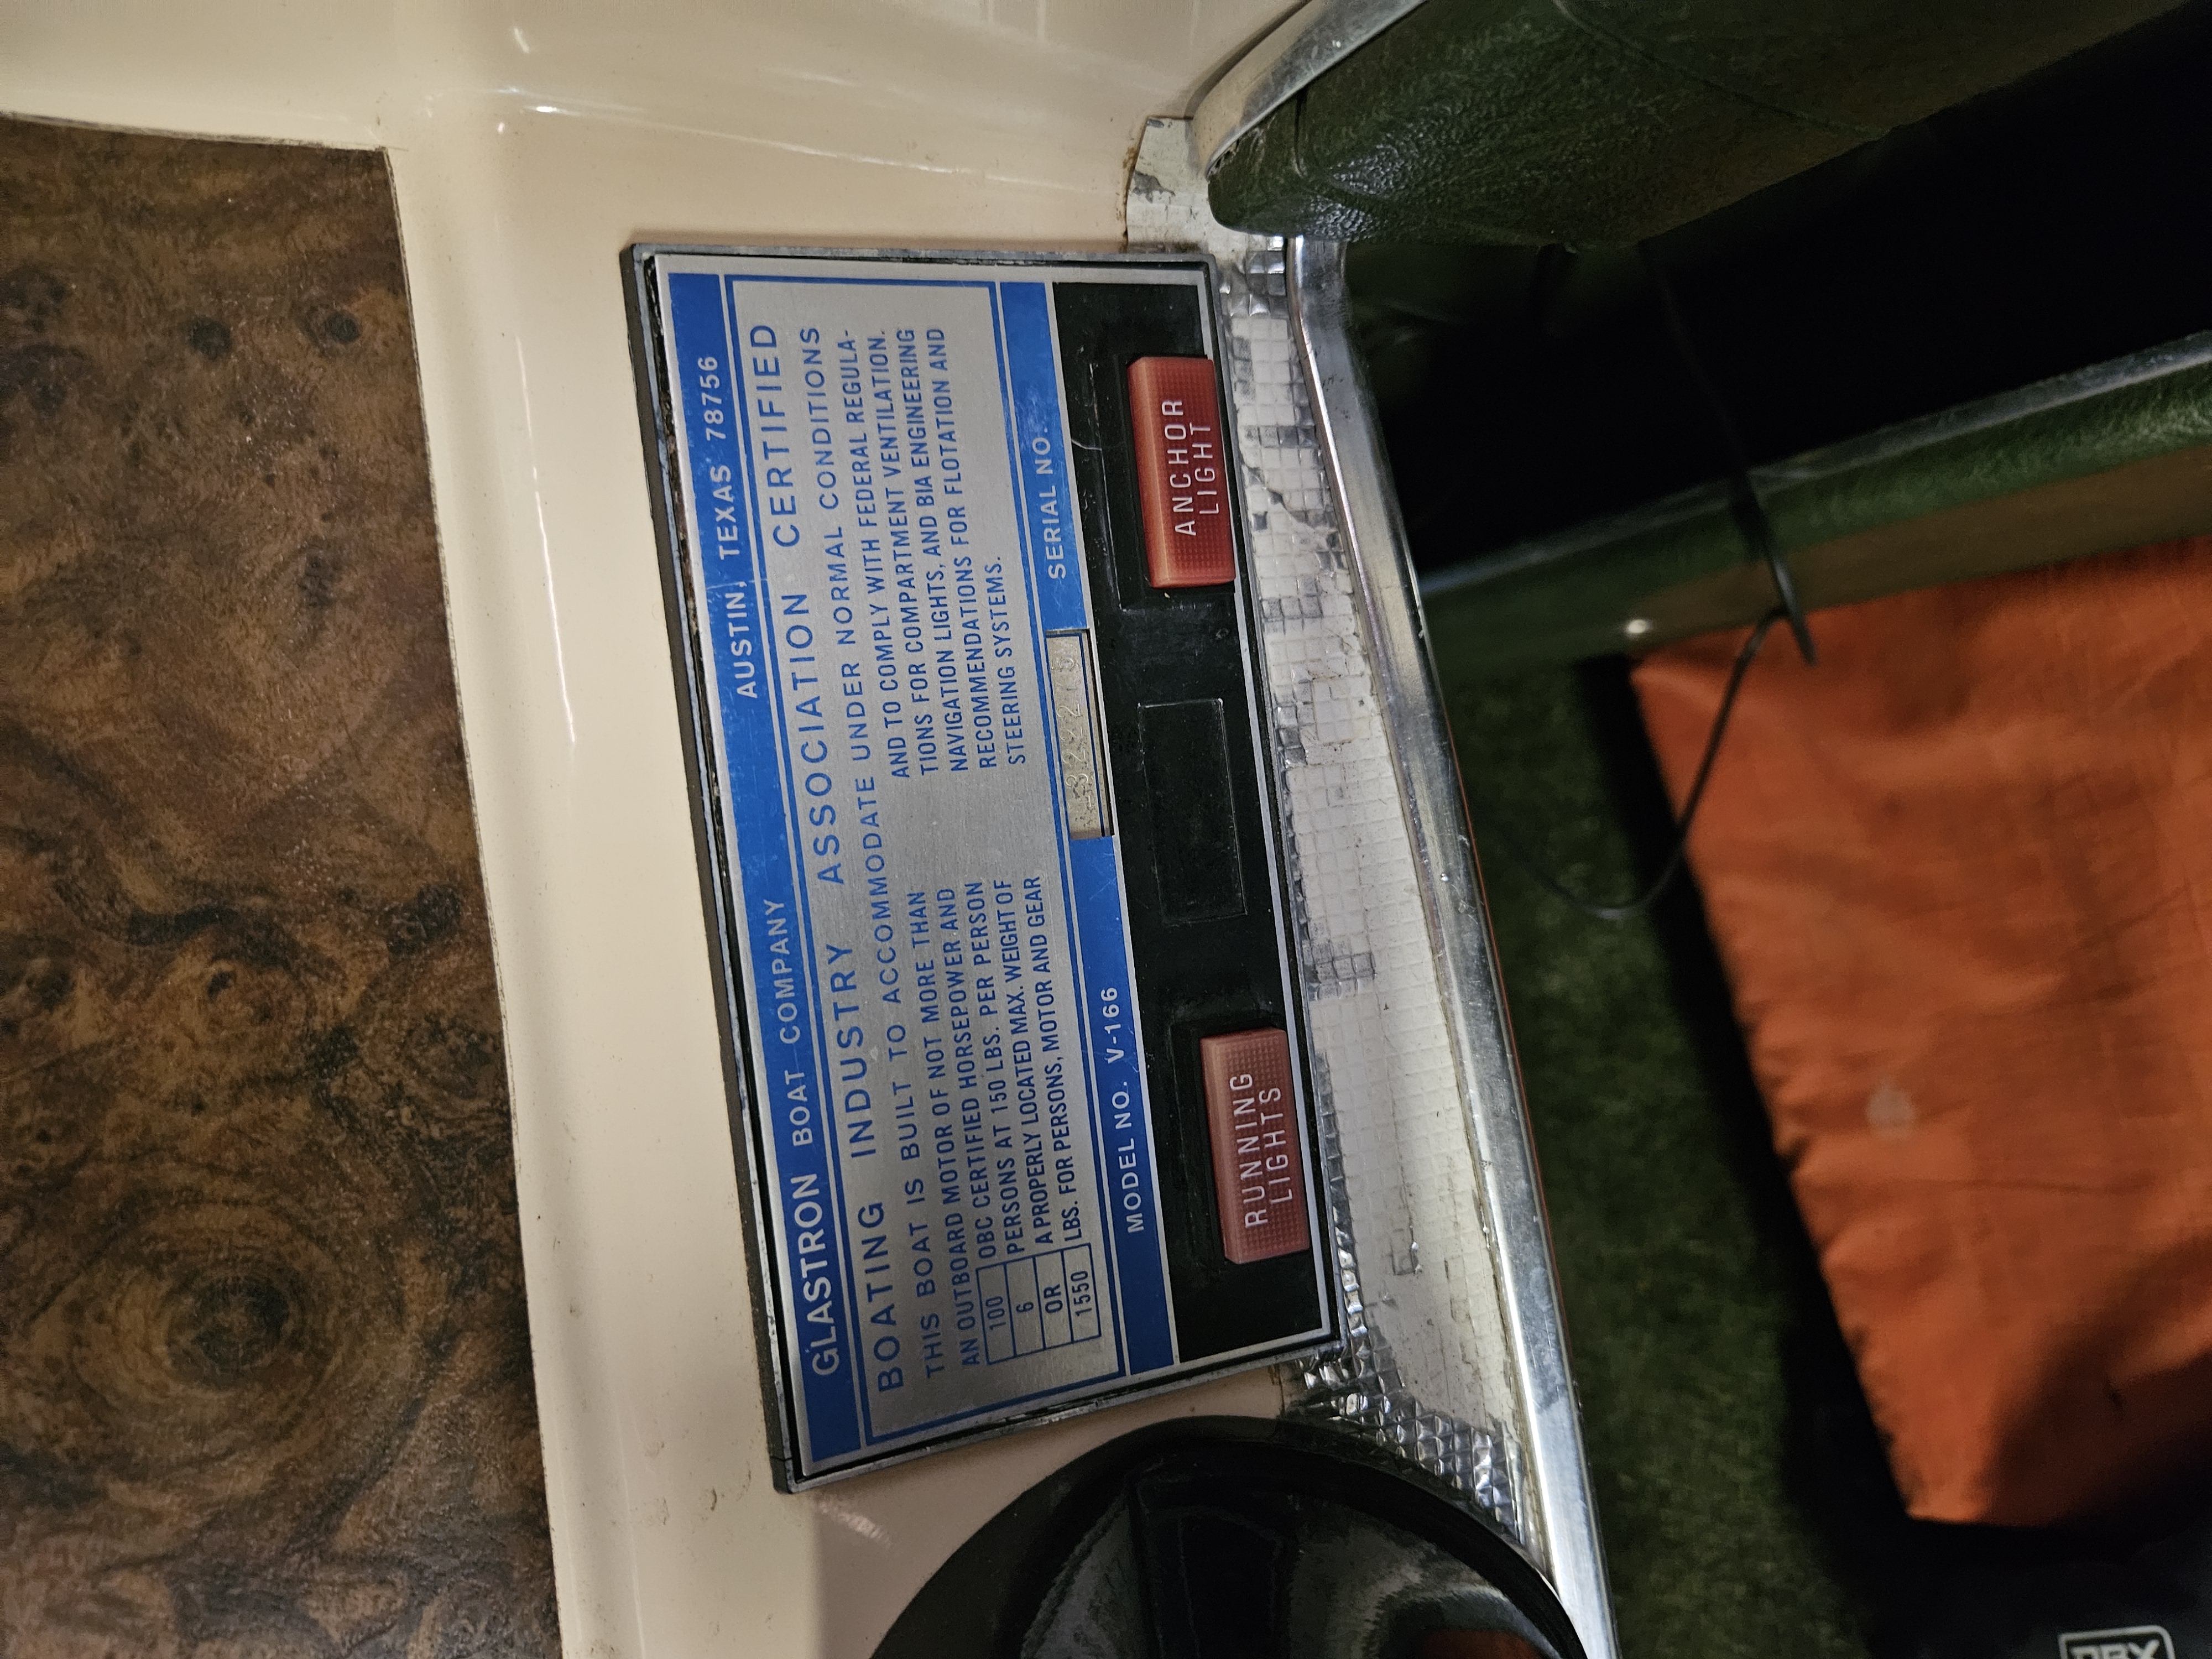 GLASTRON BOAT COMPANY AUSTIN, TEXAS 78756
BOATING INDUSTRY ASSOCIATION CERTIFIED
THIS BOAT IS BUILT TO ACCOMMODATE UNDER NORMAL CONDITIONS
AN OUTBOARD MOTOR OF NOT MORE THAN
100 OBC CERTIFIED HORSEPOWER AND
6 PERSONS AT 150 LBS. PER PERSON
OR A PROPERLY LOCATED MAX. WEIGHT OF
1550 LBS. FOR PERSONS, MOTOR AND GEAR
AND TO COMPLY WITH FEDERAL REGULA-
TIONS FOR COMPARTMENT VENTILATION.
NAVIGATION LIGHTS, AND BIA ENGINEERING
RECOMMENDATIONS FOR FLOTATION AND
STEERING SYSTEMS.
MODEL NO. V-166 SERIAL NO.
RUNNING
LIGHTS
ANCHOR
LIGHT